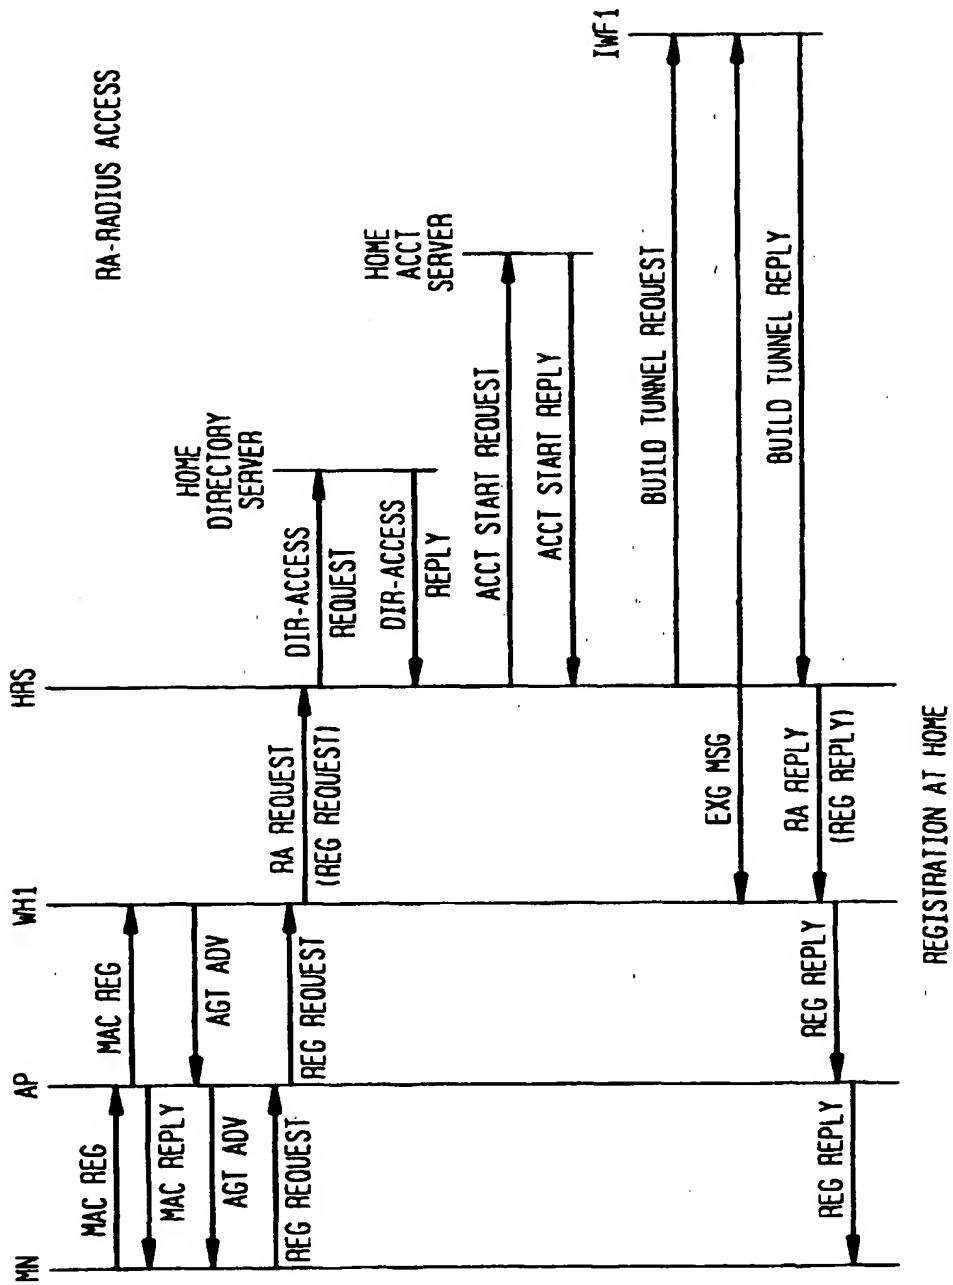 MN
AP
WH1
HRS
IWF1
RA-RADIUS ACCESS
MAC REG
MAC REG
MAC REPLY
AGT ADV
AGT ADV
REG REQUEST
REG REQUEST
RA REQUEST
(REG REQUEST)
HOME
DIRECTORY
SERVER
DIR-ACCESS
REQUEST
DIR-ACCESS
REPLY
HOME
ACCT
SERVER
ACCT START REQUEST
ACCT START REPLY
BUILD TUNNEL REQUEST
EXG MSG
BUILD TUNNEL REPLY
RA REPLY
(REG REPLY)
REG REPLY
REG REPLY
REGISTRATION AT HOME